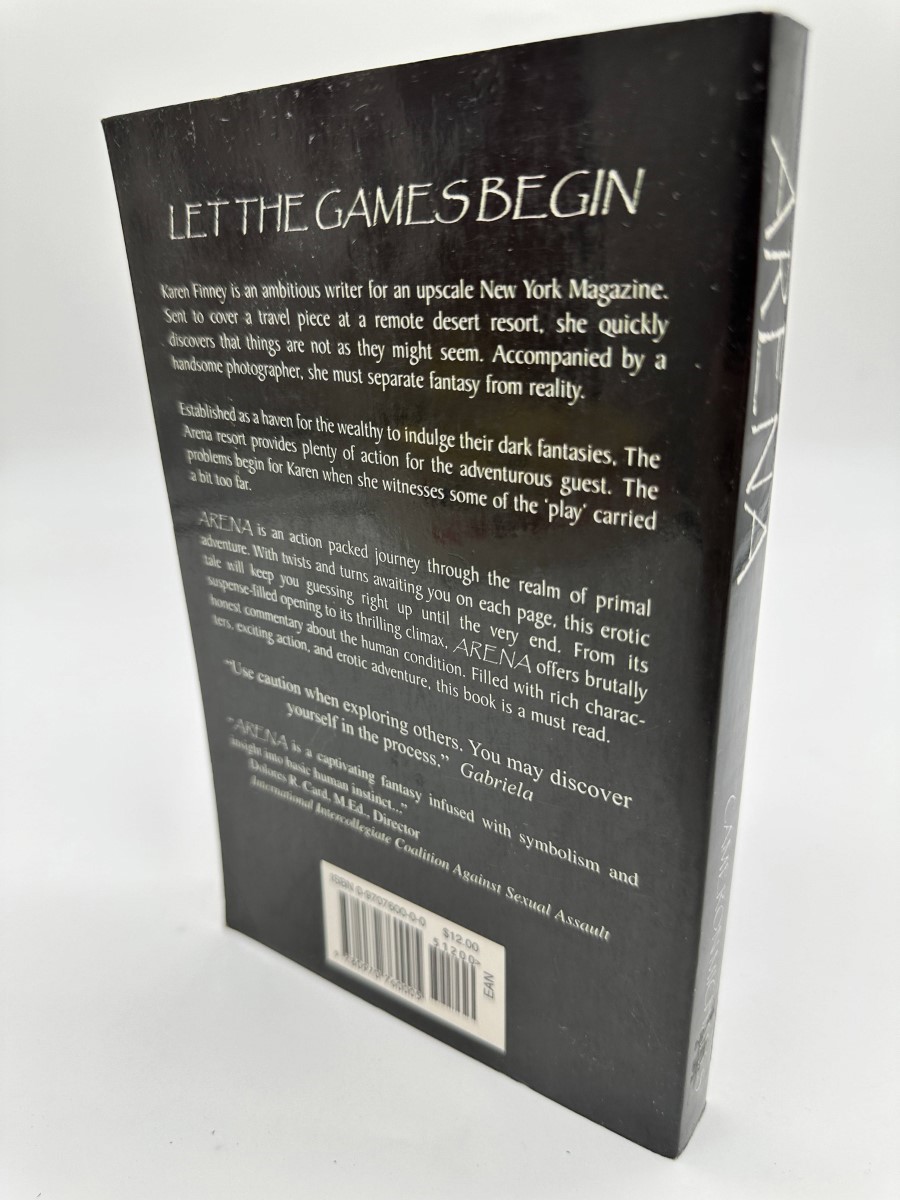 LET THE GAMES BEGIN
Karen Finney is an ambitious writer for an upscale New York Magazine.
Sent to cover a travel piece at a remote desert resort, she quickly
discovers that things are not as they might seem. Accompanied by a
handsome photographer, she must separate fantasy from reality.
Established as a haven for the wealthy to indulge their dark fantasies, The
Arena resort provides plenty of action for the adventurous guest. The
problems begin for Karen when she witnesses some of the 'play' carried
a bit too far.
ARENA is an action packed journey through the realm of primal
adventure. With twists and turns awaiting you on each page, this erotic
tale will keep you guessing right up until the very end. From its
suspense-filled opening to its thrilling climax, ARENA offers brutally
honest commentary about the human condition. Filled with rich charac-
ters, exciting action, and erotic adventure, this book is a must read.
"Use caution when exploring others. You may discover
yourself in the process." Gabriela
"ARENA is a captivating fantasy infused with symbolism and
insight into basic human instinct..."
Dolores R. Card, M.Ed., Director
International Intercollegiate Coalition Against Sexual Assault
ISBN 0-9707600-0-0
$12.00
51200>
EAN
ARENA